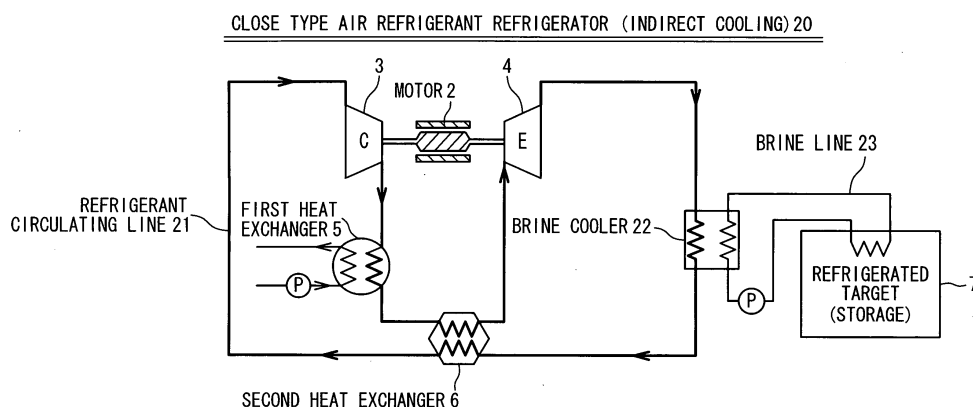 CLOSE TYPE AIR REFRIGERANT REFRIGERATOR (INDIRECT COOLING) 20
3
4
MOTOR 2
C
E
BRINE LINE 23
REFRIGERANT
CIRCULATING LINE 21
FIRST HEAT
EXCHANGER 5
BRINE COOLER 22
P
P
REFRIGERATED
TARGET
(STORAGE)
7
SECOND HEAT EXCHANGER 6